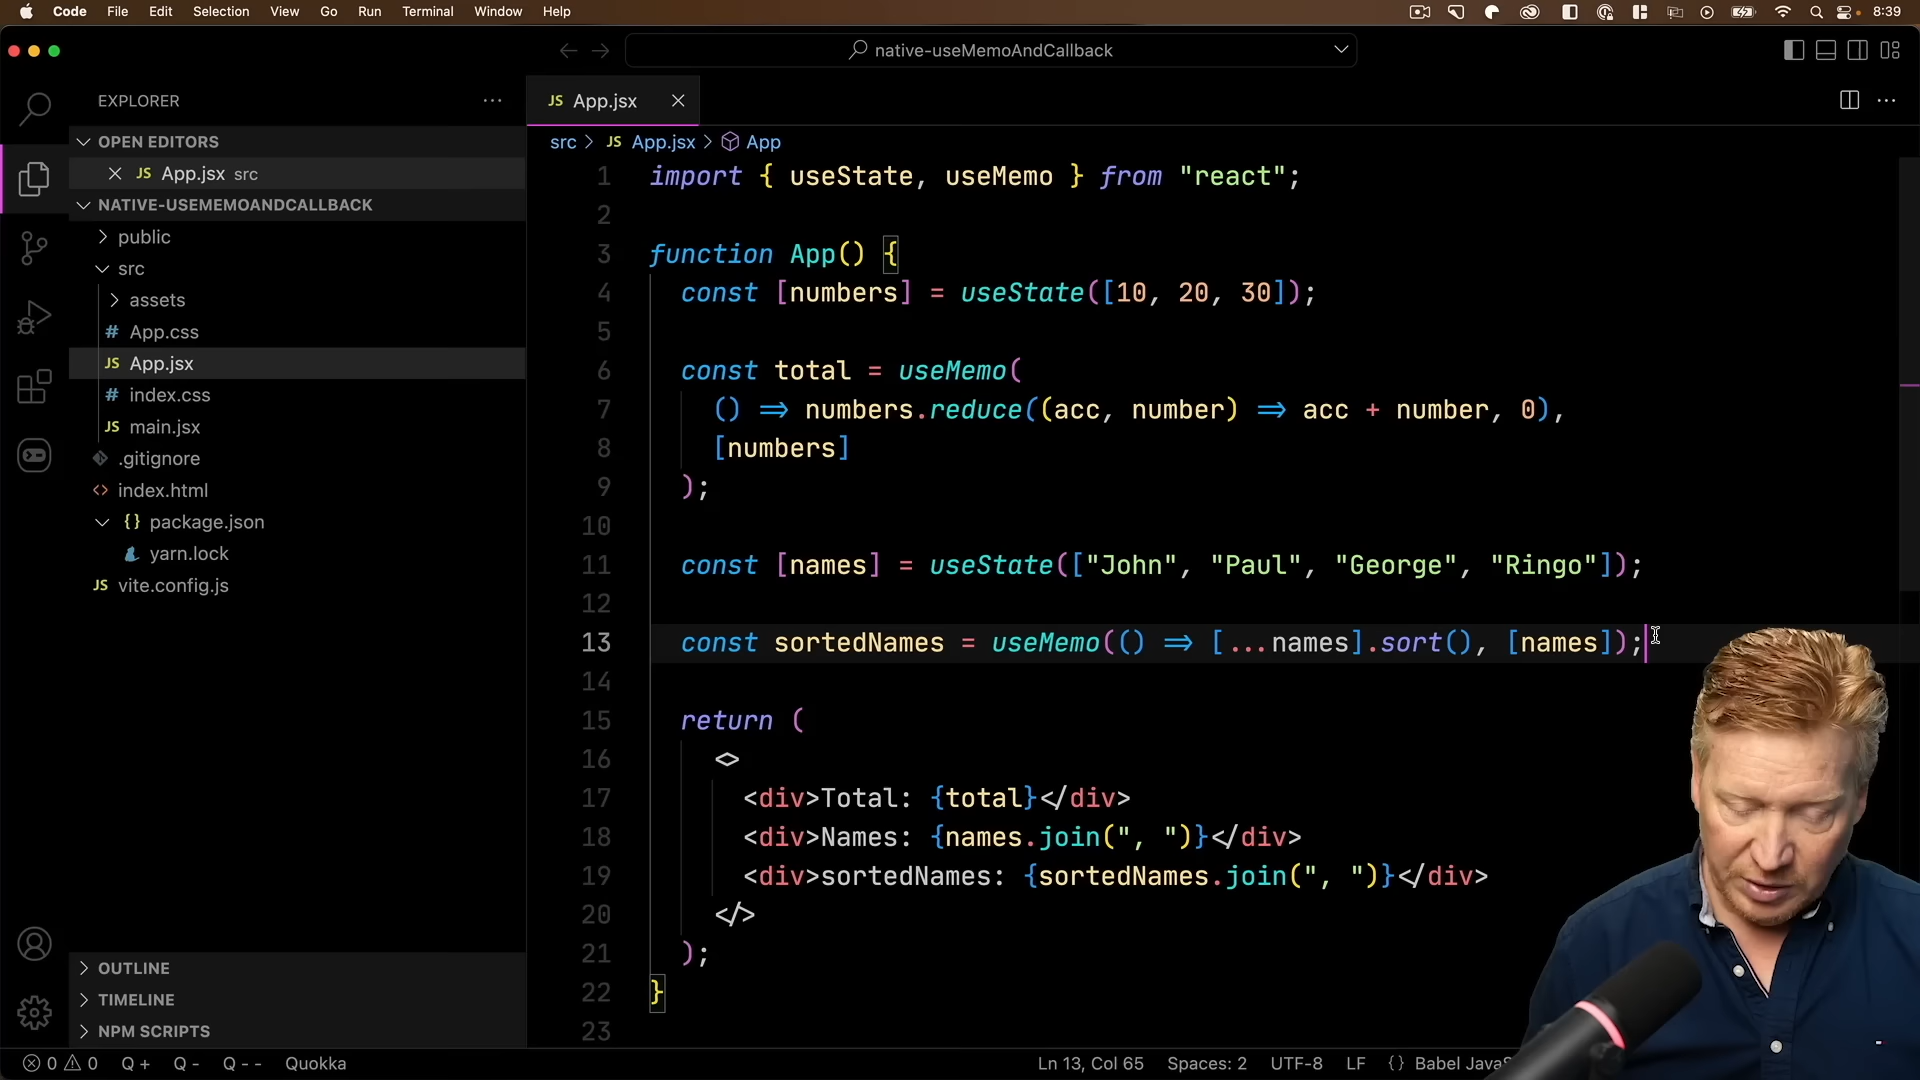 Code File Edit Selection View Go Run Terminal Window Help 8:39
native-useMemoAndCallback
EXPLORER
OPEN EDITORS
JS App.jsx src
NATIVE-USEMEMOANDCALLBACK
public
src
assets
# App.css
JS App.jsx
# index.css
JS main.jsx
.gitignore
<> index.html
{} package.json
yarn.lock
JS vite.config.js
OUTLINE
TIMELINE
NPM SCRIPTS
JS App.jsx
src > JS App.jsx > App
1 import { useState, useMemo } from "react";
2
3 function App() {
4 const [numbers] = useState([10, 20, 30]);
5
6 const total = useMemo(
7 () => numbers.reduce((acc, number) => acc + number, 0),
8 [numbers]
9 );
10
11 const [names] = useState(["John", "Paul", "George", "Ringo"]);
12
13 const sortedNames = useMemo(() => [...names].sort(), [names]);
14
15 return (
16 <>
17 <div>Total: {total}</div>
18 <div>Names: {names.join(", ")}</div>
19 <div>sortedNames: {sortedNames.join(", ")}</div>
20 </>
21 );
22 }
23
0 0 Q + Q - Q - - Quokka Ln 13, Col 65 Spaces: 2 UTF-8 LF {} Babel JavaS